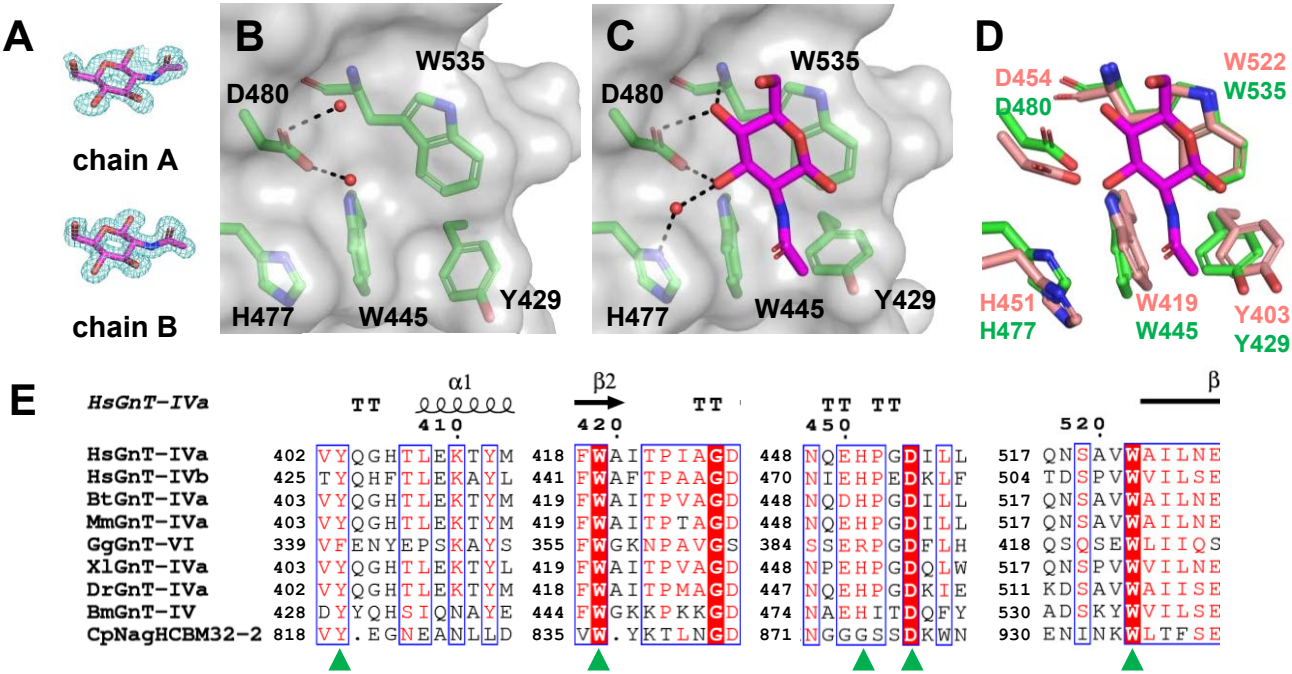 A
B
C
D
chain A
chain B
W535
D480
H477
W445
Y429
W535
D480
H477
W445
Y429
D454
D480
W522
W535
H451
H477
W419
W445
Y403
Y429
E
HsGnT-IVa
TT
α1
β2
TT
TT TT
β
410
420
450
520
HsGnT-IVa 402 VYQGHTLEKTYM 418 FWAITPIAGD 448 NQEHPGDILL 517 QNSAVWAILNE
HsGnT-IVb 425 TYQHFTLEKAYL 441 FWAFTPAAGD 470 NIEHPEDKLF 504 TDSPVWVILSE
BtGnT-IVa 403 VYQGHTLEKTYM 419 FWAITPVAGD 448 NQEDPGDILL 517 QNSAVWAILNE
MmGnT-IVa 403 VYQGHTLEKTYM 419 FWAITPTAGD 448 NQEHPGDILL 517 QNSAVWAILNE
GgGnT-VI 339 VFENYEPSKAYS 355 FWGKNPAVGS 384 SSERPGDFLH 418 QSQSEWLIIQS
XlGnT-IVa 403 VYQGHTLEKTYM 419 FWAITPVAGD 448 NPEHPGDQLW 517 QNSAVWAILNE
DrGnT-IVa 402 VYQGHTLEKTYM 418 FWAITPMAGD 447 NQEHPGDKIE 511 KDSAVWAIISE
BmGnT-IV 428 DYYQHSIQNAYE 444 FWGKKPKKGD 474 NAEHITDQFY 530 ADSKYWVILSE
CpNagHCBM32-2 818 VY.EGNEANLLD 835 VW.YKTLNGD 871 NGGGSSDKWN 930 ENINKWLTFSE